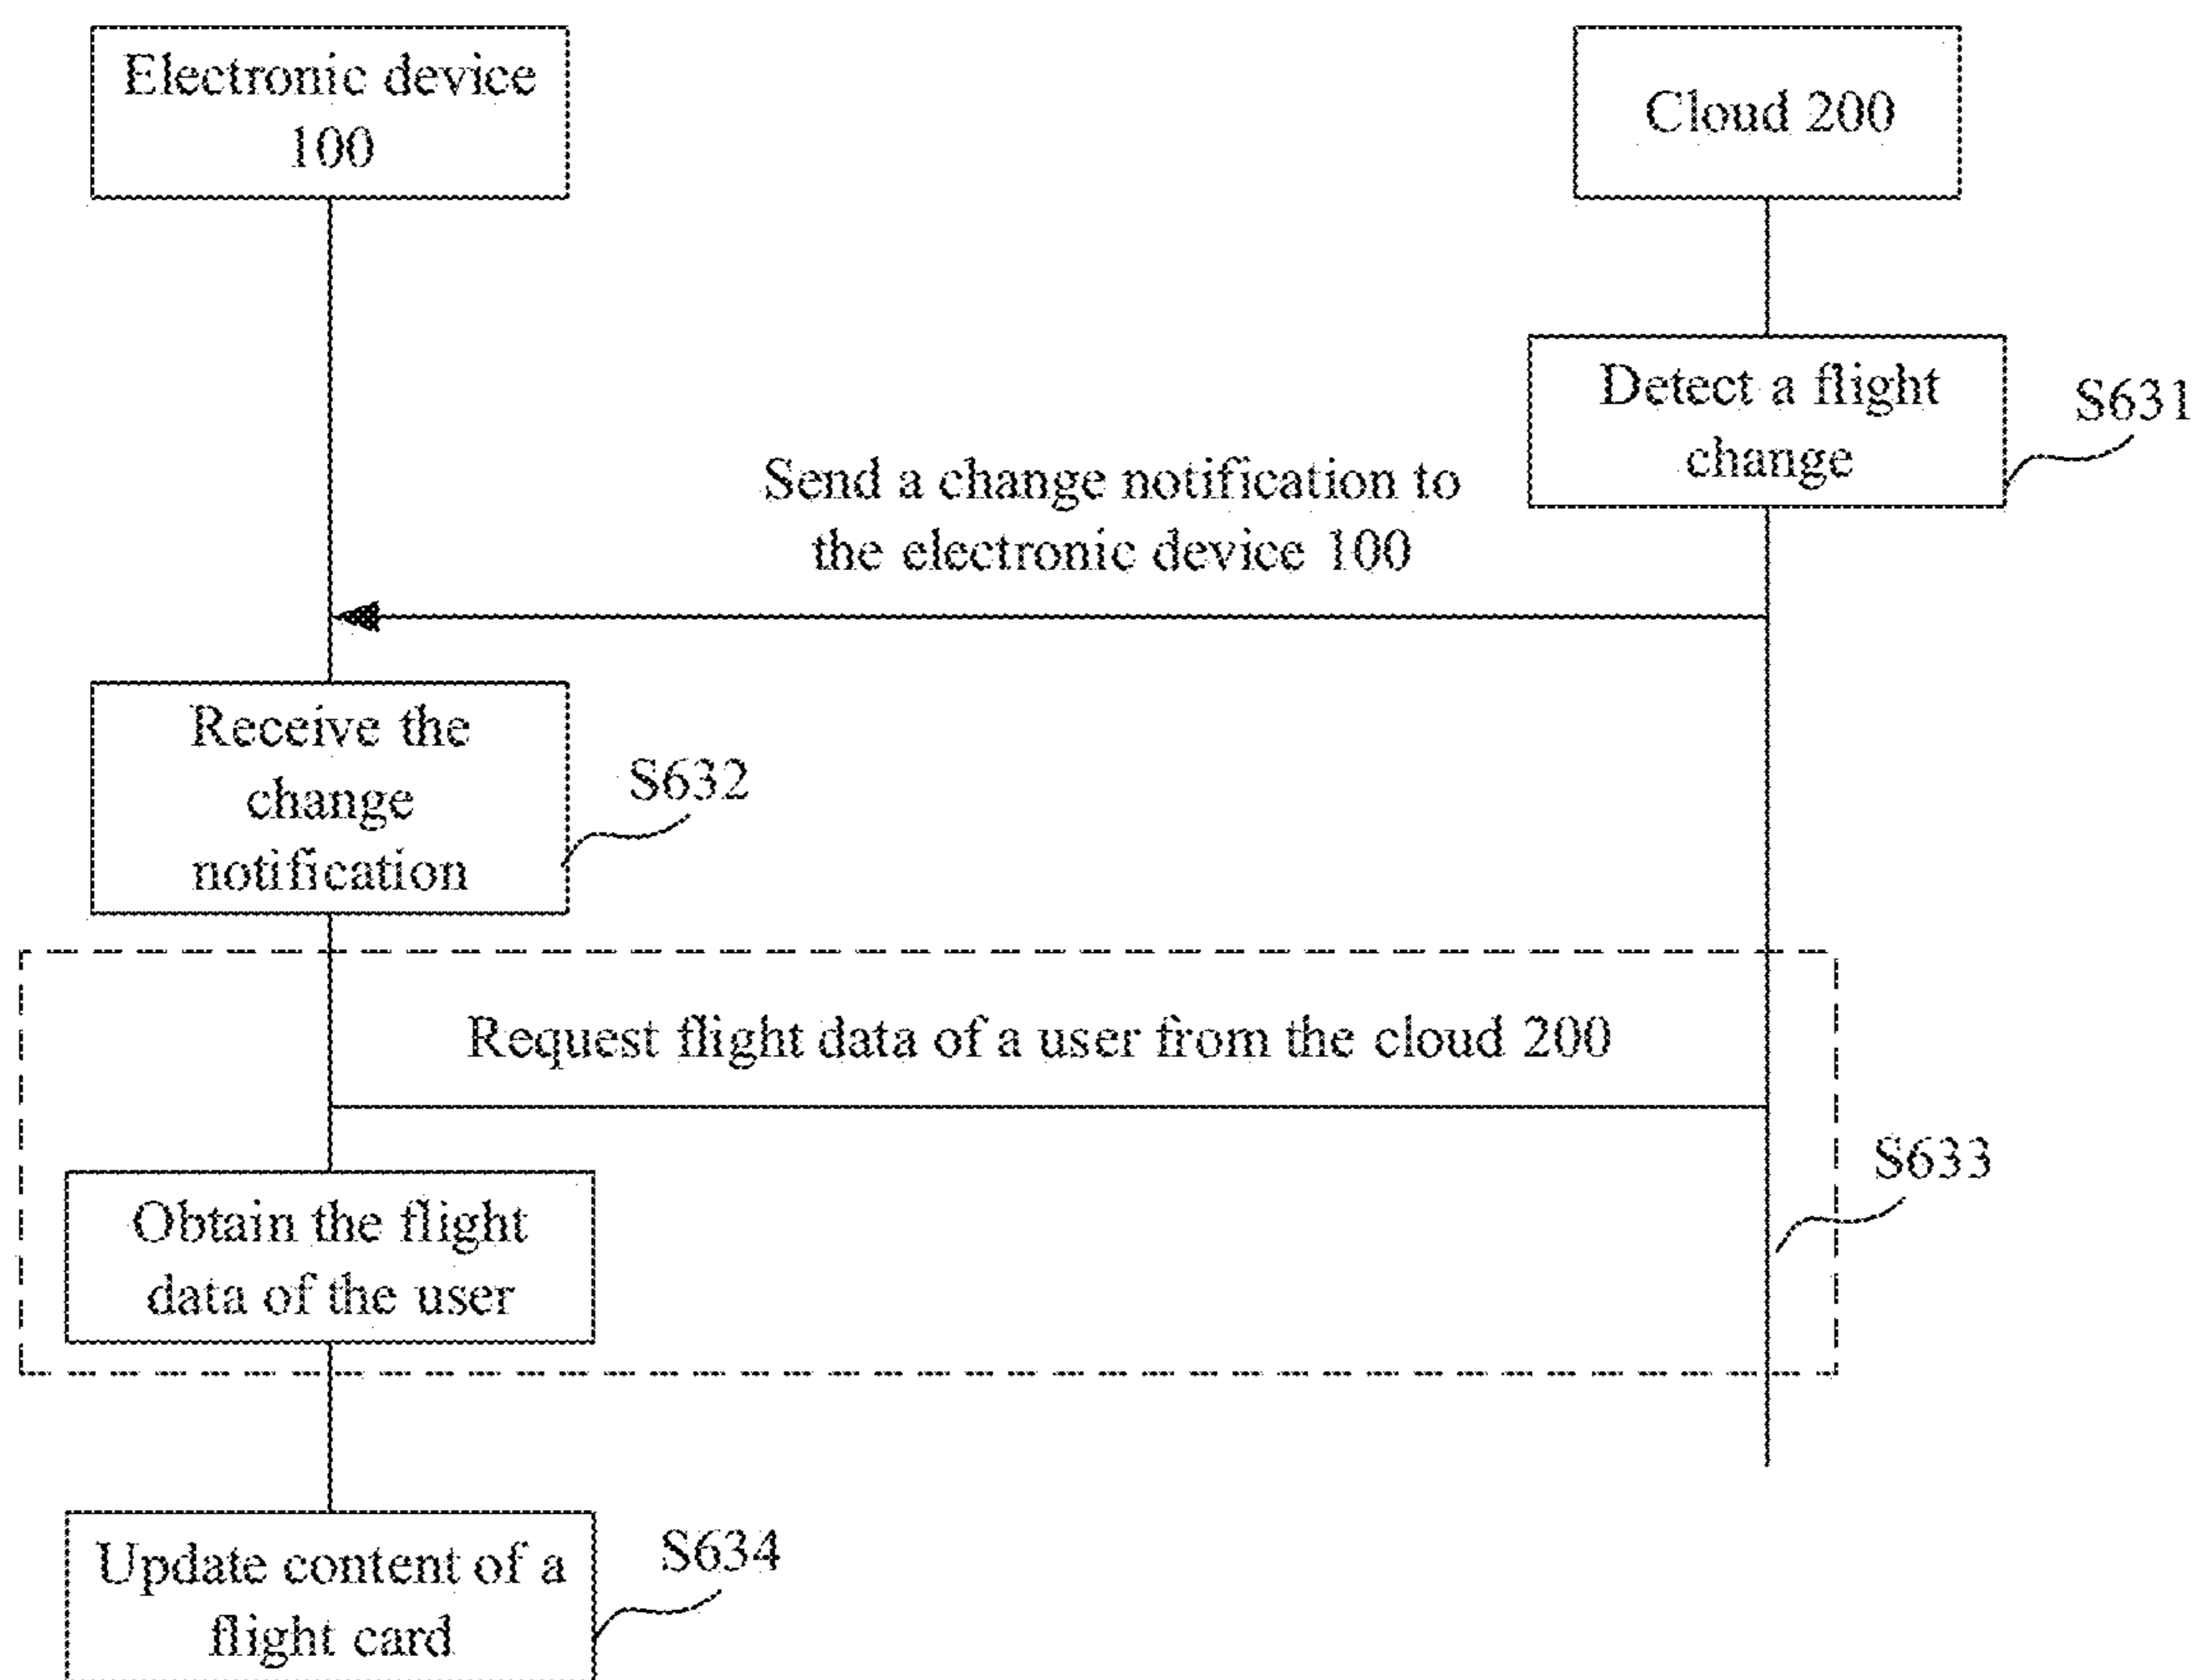 Electronic device
100
Cloud 200
Detect a flight
change
S631
Send a change notification to
the electronic device 100
Receive the
change
notification
S632
Request flight data of a user from the cloud 200
S633
Obtain the flight
data of the user
Update content of a
flight card
S634